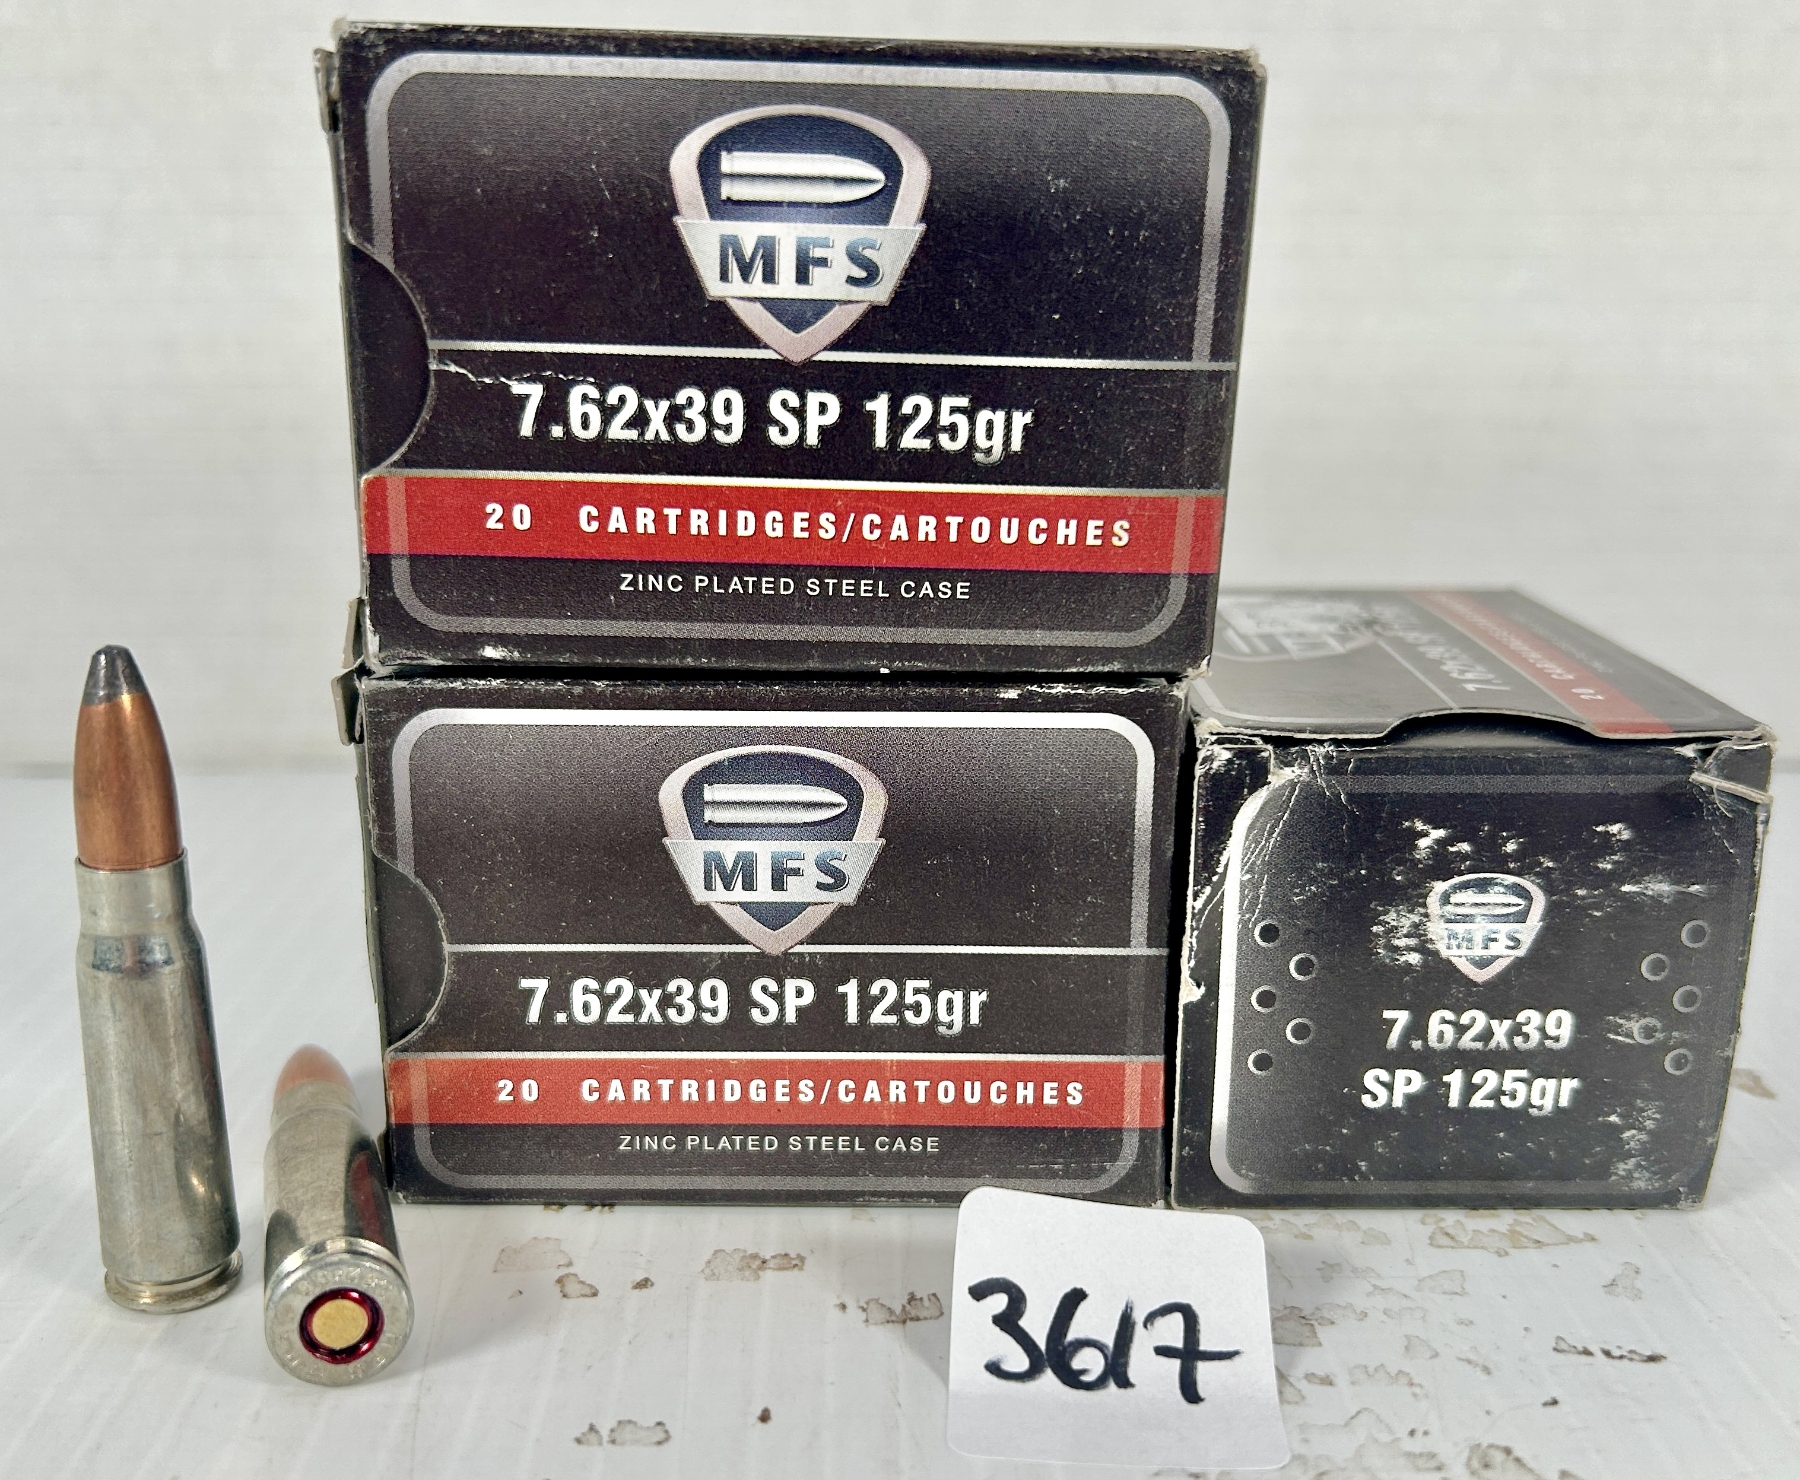 MFS
7.62x39 SP 125gr
20 CARTRIDGES/CARTOUCHES
ZINC PLATED STEEL CASE
MFS
7.62x39 SP 125gr
20 CARTRIDGES/CARTOUCHES
ZINC PLATED STEEL CASE
MFS
7.62x39
SP 125gr
3617